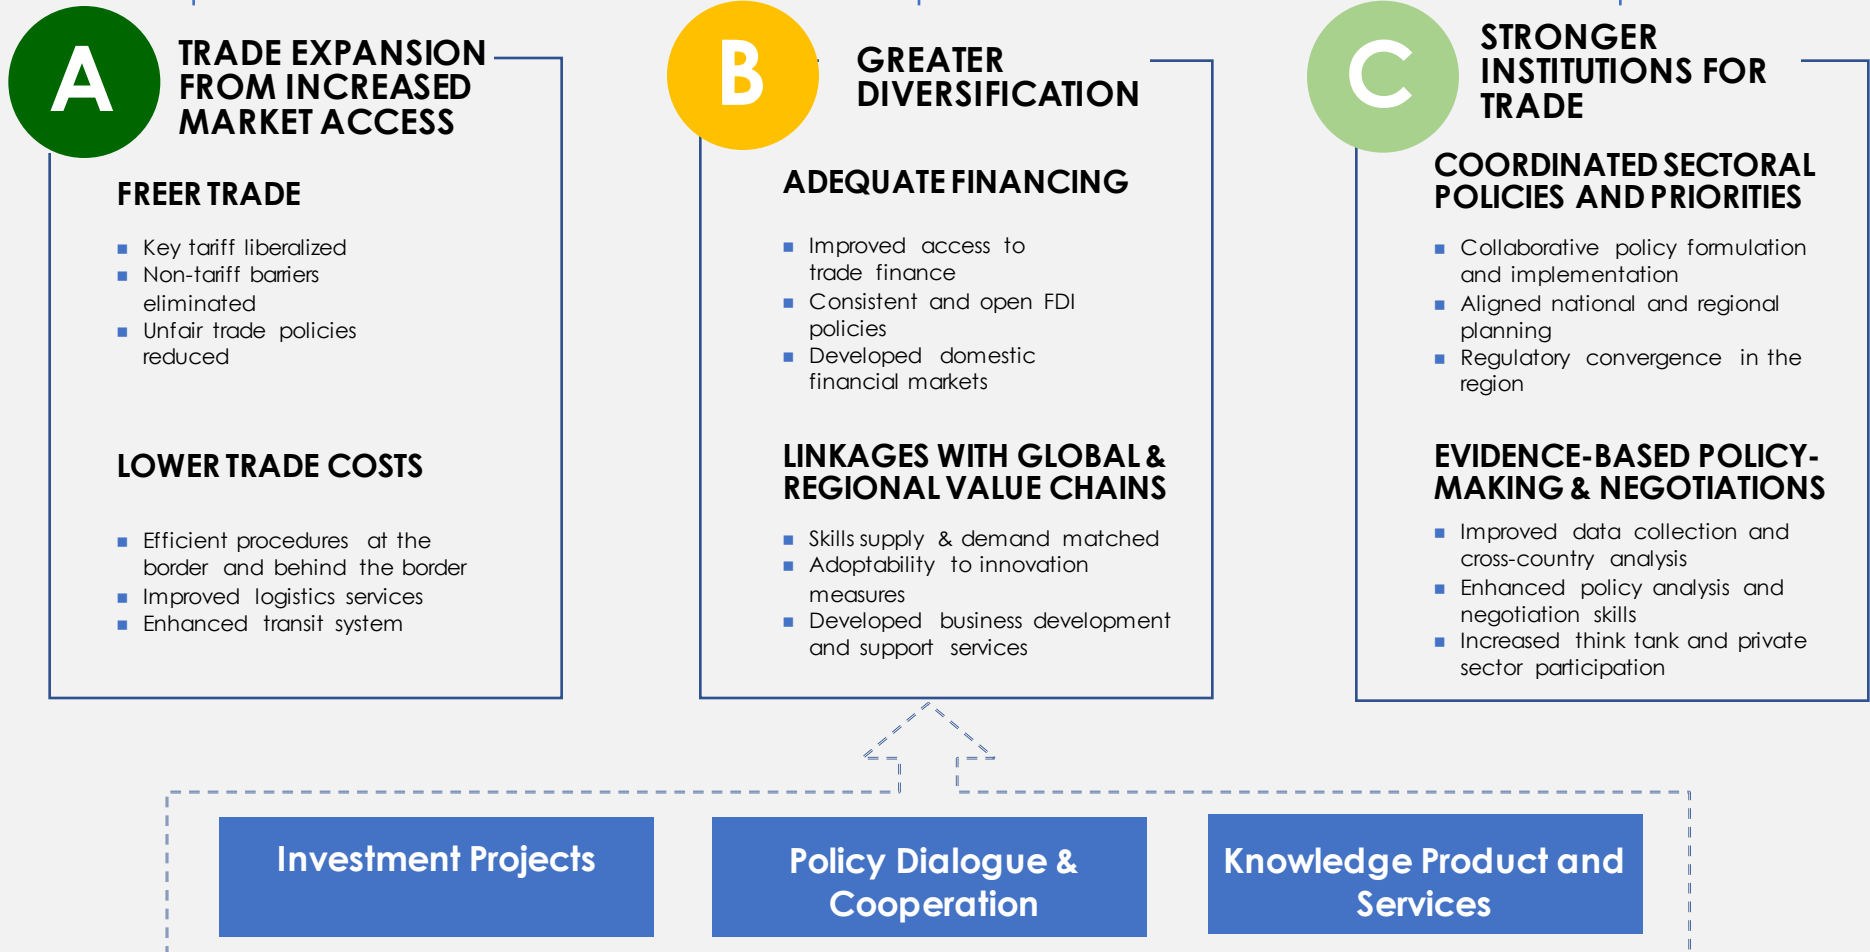 A
TRADE EXPANSION
FROM INCREASED
MARKET ACCESS
FREER TRADE
Key tariff liberalized
Non-tariff barriers
eliminated
Unfair trade policies
reduced
LOWER TRADE COSTS
Efficient procedures at the
border and behind the border
Improved logistics services
Enhanced transit system
B
GREATER
DIVERSIFICATION
ADEQUATE FINANCING
Improved access to
trade finance
Consistent and open FDI
policies
Developed domestic
financial markets
LINKAGES WITH GLOBAL &
REGIONAL VALUE CHAINS
Skills supply & demand matched
Adoptability to innovation
measures
Developed business development
and support services
C
STRONGER
INSTITUTIONS FOR
TRADE
COORDINATED SECTORAL
POLICIES AND PRIORITIES
Collaborative policy formulation
and implementation
Aligned national and regional
planning
Regulatory convergence in the
region
EVIDENCE-BASED POLICY-
MAKING & NEGOTIATIONS
Improved data collection and
cross-country analysis
Enhanced policy analysis and
negotiation skills
Increased think tank and private
sector participation
Investment Projects
Policy Dialogue &
Cooperation
Knowledge Product and
Services